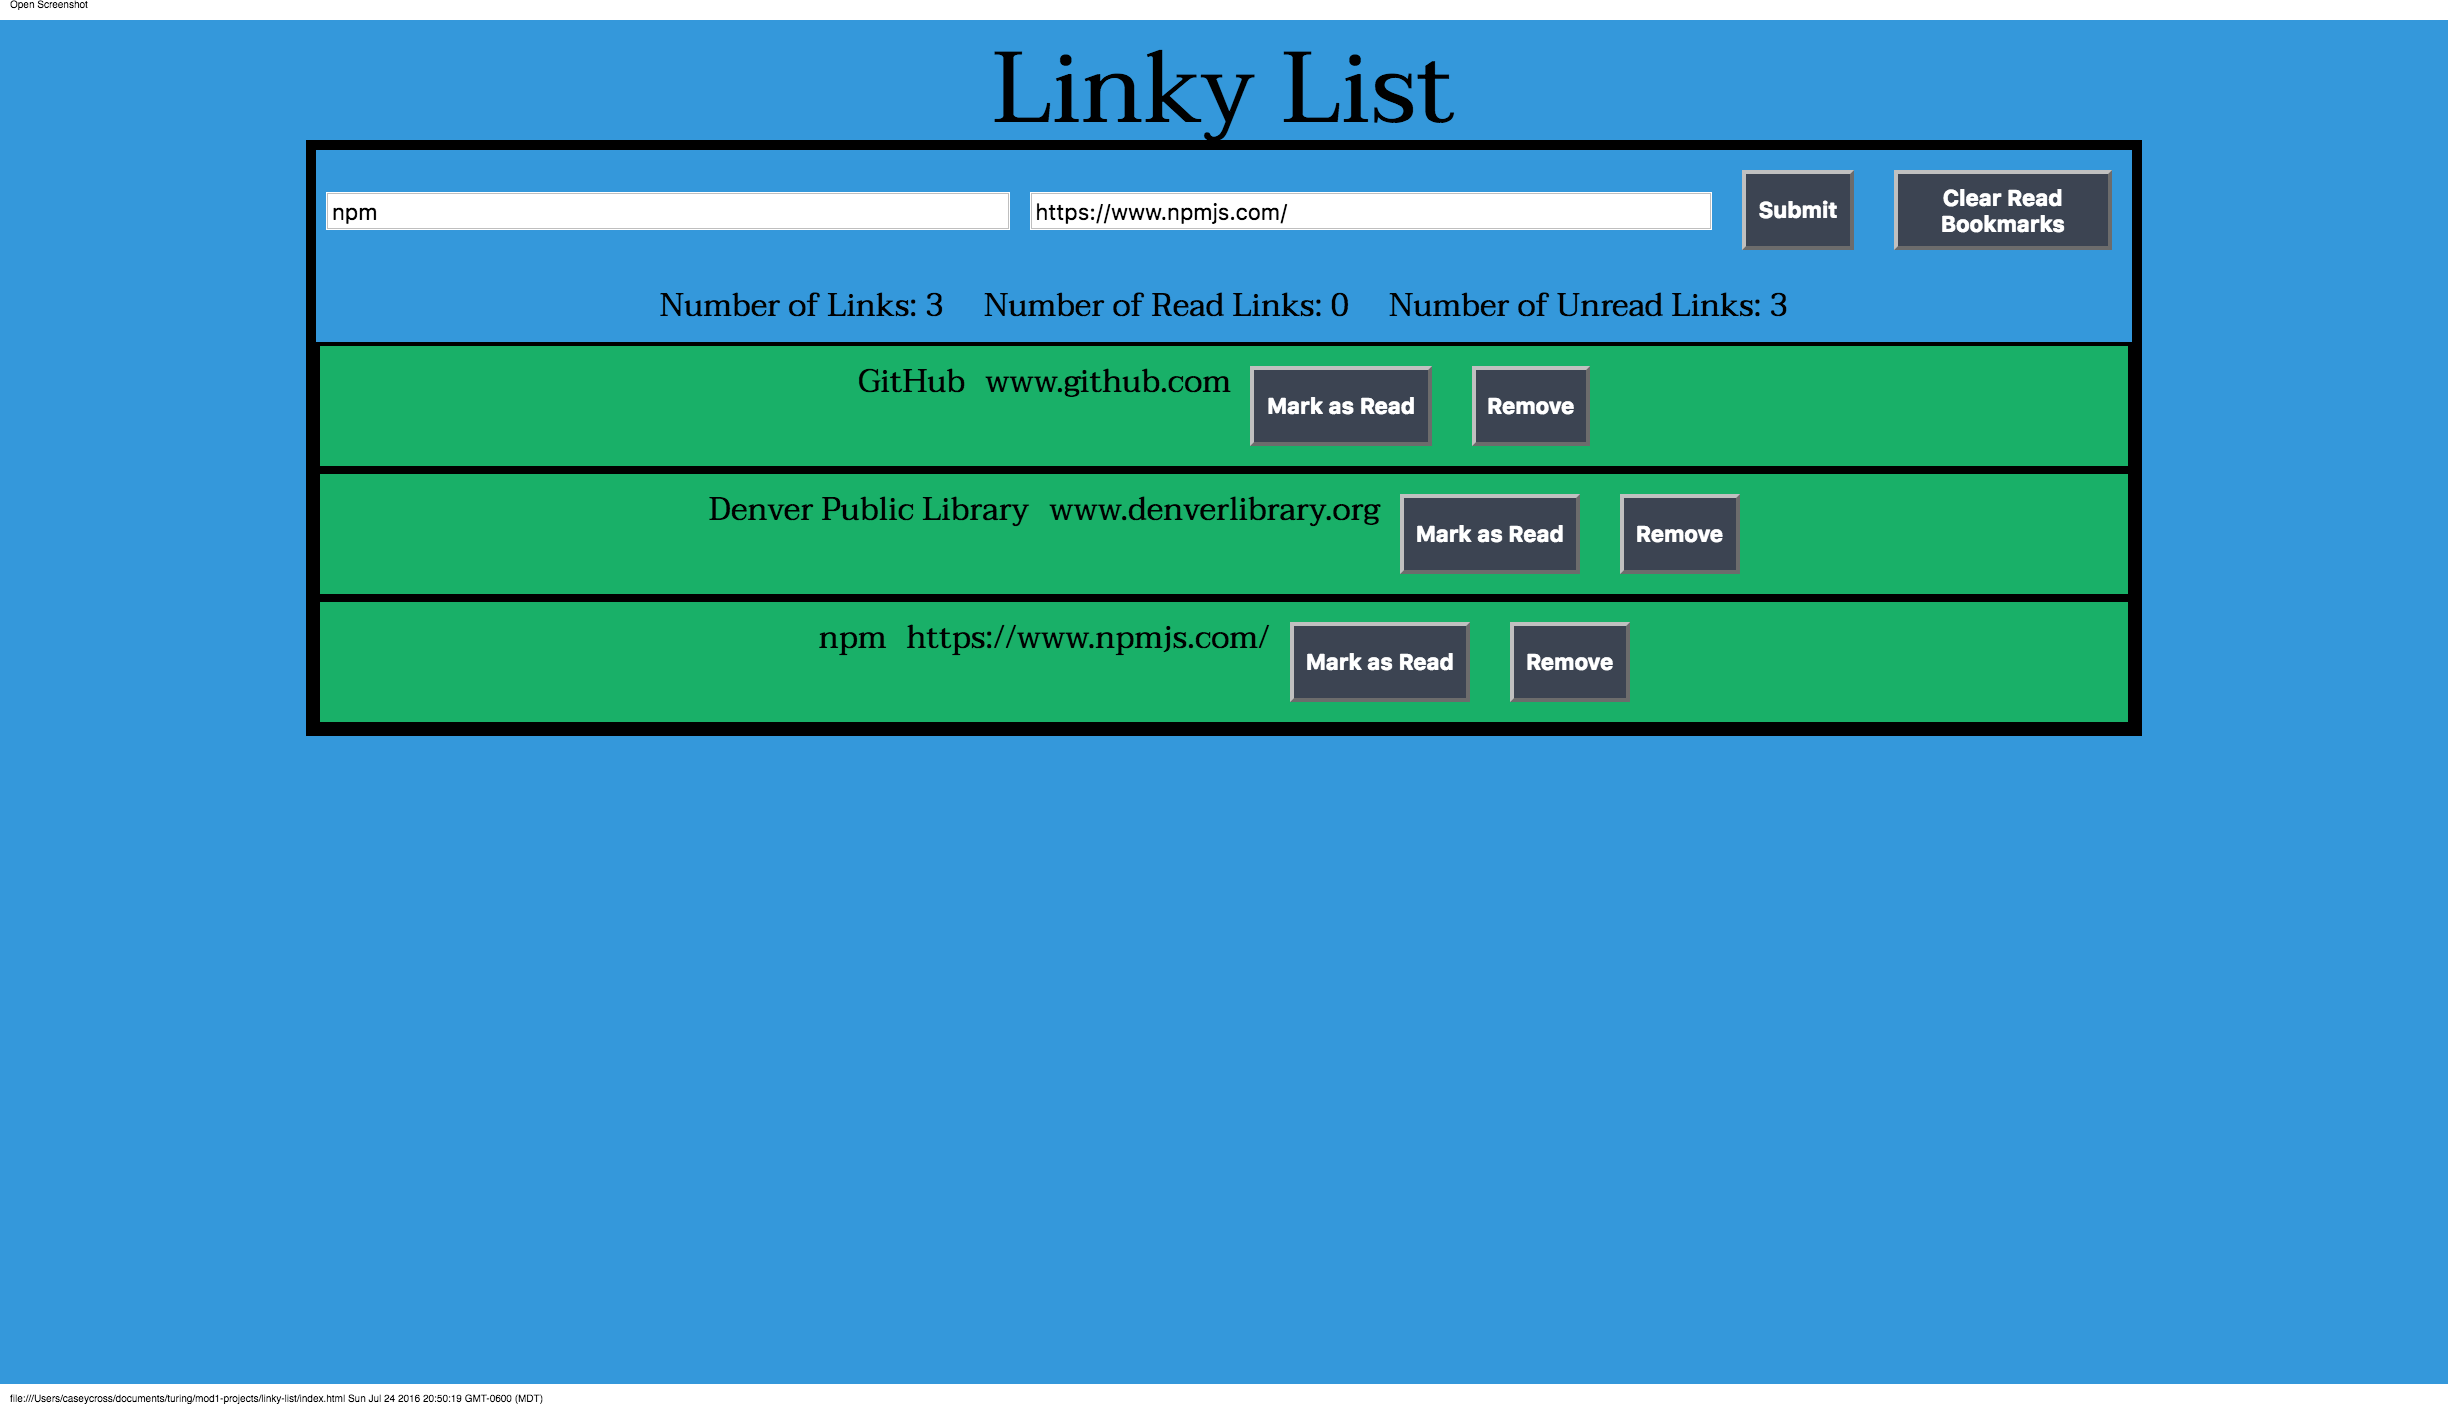 Open Screenshot
Linky List
npm https://www.npmjs.com/ Submit Clear Read
Bookmarks
Number of Links: 3 Number of Read Links: 0 Number of Unread Links: 3
GitHub www.github.com Mark as Read Remove
Denver Public Library www.denverlibrary.org Mark as Read Remove
npm https://www.npmjs.com/ Mark as Read Remove
file:///Users/caseycross/documents/turing/mod1-projects/linky-list/index.html Sun Jul 24 2016 20:50:19 GMT-0600 (MDT)